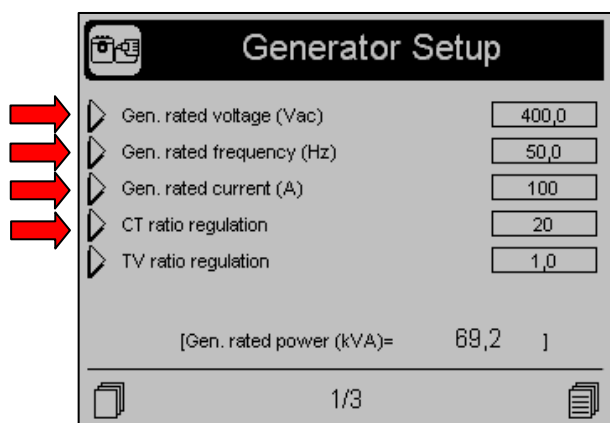 Generator Setup
Gen. rated voltage (Vac) 400,0
Gen. rated frequency (Hz) 50,0
Gen. rated current (A) 100
CT ratio regulation 20
TV ratio regulation 1,0
[Gen. rated power (kVA)= 69,2 ]
1/3